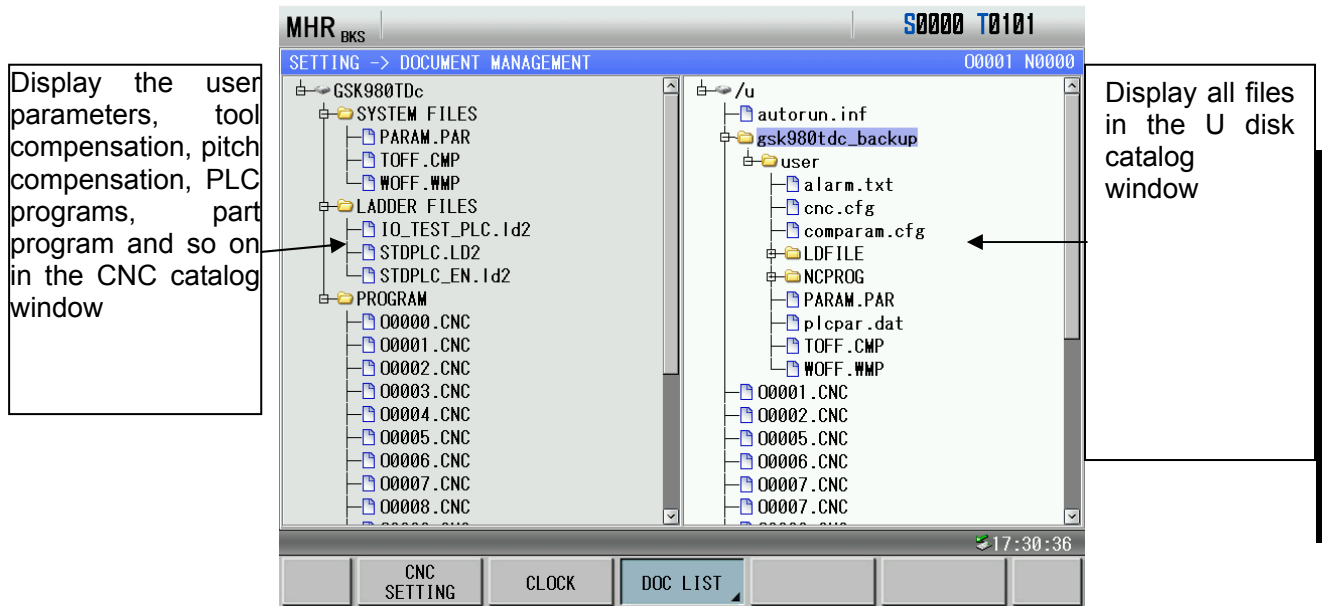 MHR BKS
S0000 T0101
SETTING -> DOCUMENT MANAGEMENT
O0001 N0000
Display the user
parameters, tool
compensation, pitch
compensation, PLC
programs, part
program and so on
in the CNC catalog
window
GSK980TDc
SYSTEM FILES
PARAM.PAR
TOFF.CMP
WOFF.WMP
LADDER FILES
IO_TEST_PLC.ld2
STDPLC.LD2
STDPLC_EN.ld2
PROGRAM
O0000.CNC
O0001.CNC
O0002.CNC
O0003.CNC
O0004.CNC
O0005.CNC
O0006.CNC
O0007.CNC
O0008.CNC
/u
autorun.inf
gsk980tdc_backup
user
alarm.txt
cnc.cfg
comparam.cfg
LDFILE
NCPROG
PARAM.PAR
plcpar.dat
TOFF.CMP
WOFF.WMP
O0001.CNC
O0002.CNC
O0005.CNC
O0006.CNC
O0007.CNC
O0007.CNC
Display all files
in the U disk
catalog
window
17:30:36
CNC
SETTING
CLOCK
DOC LIST